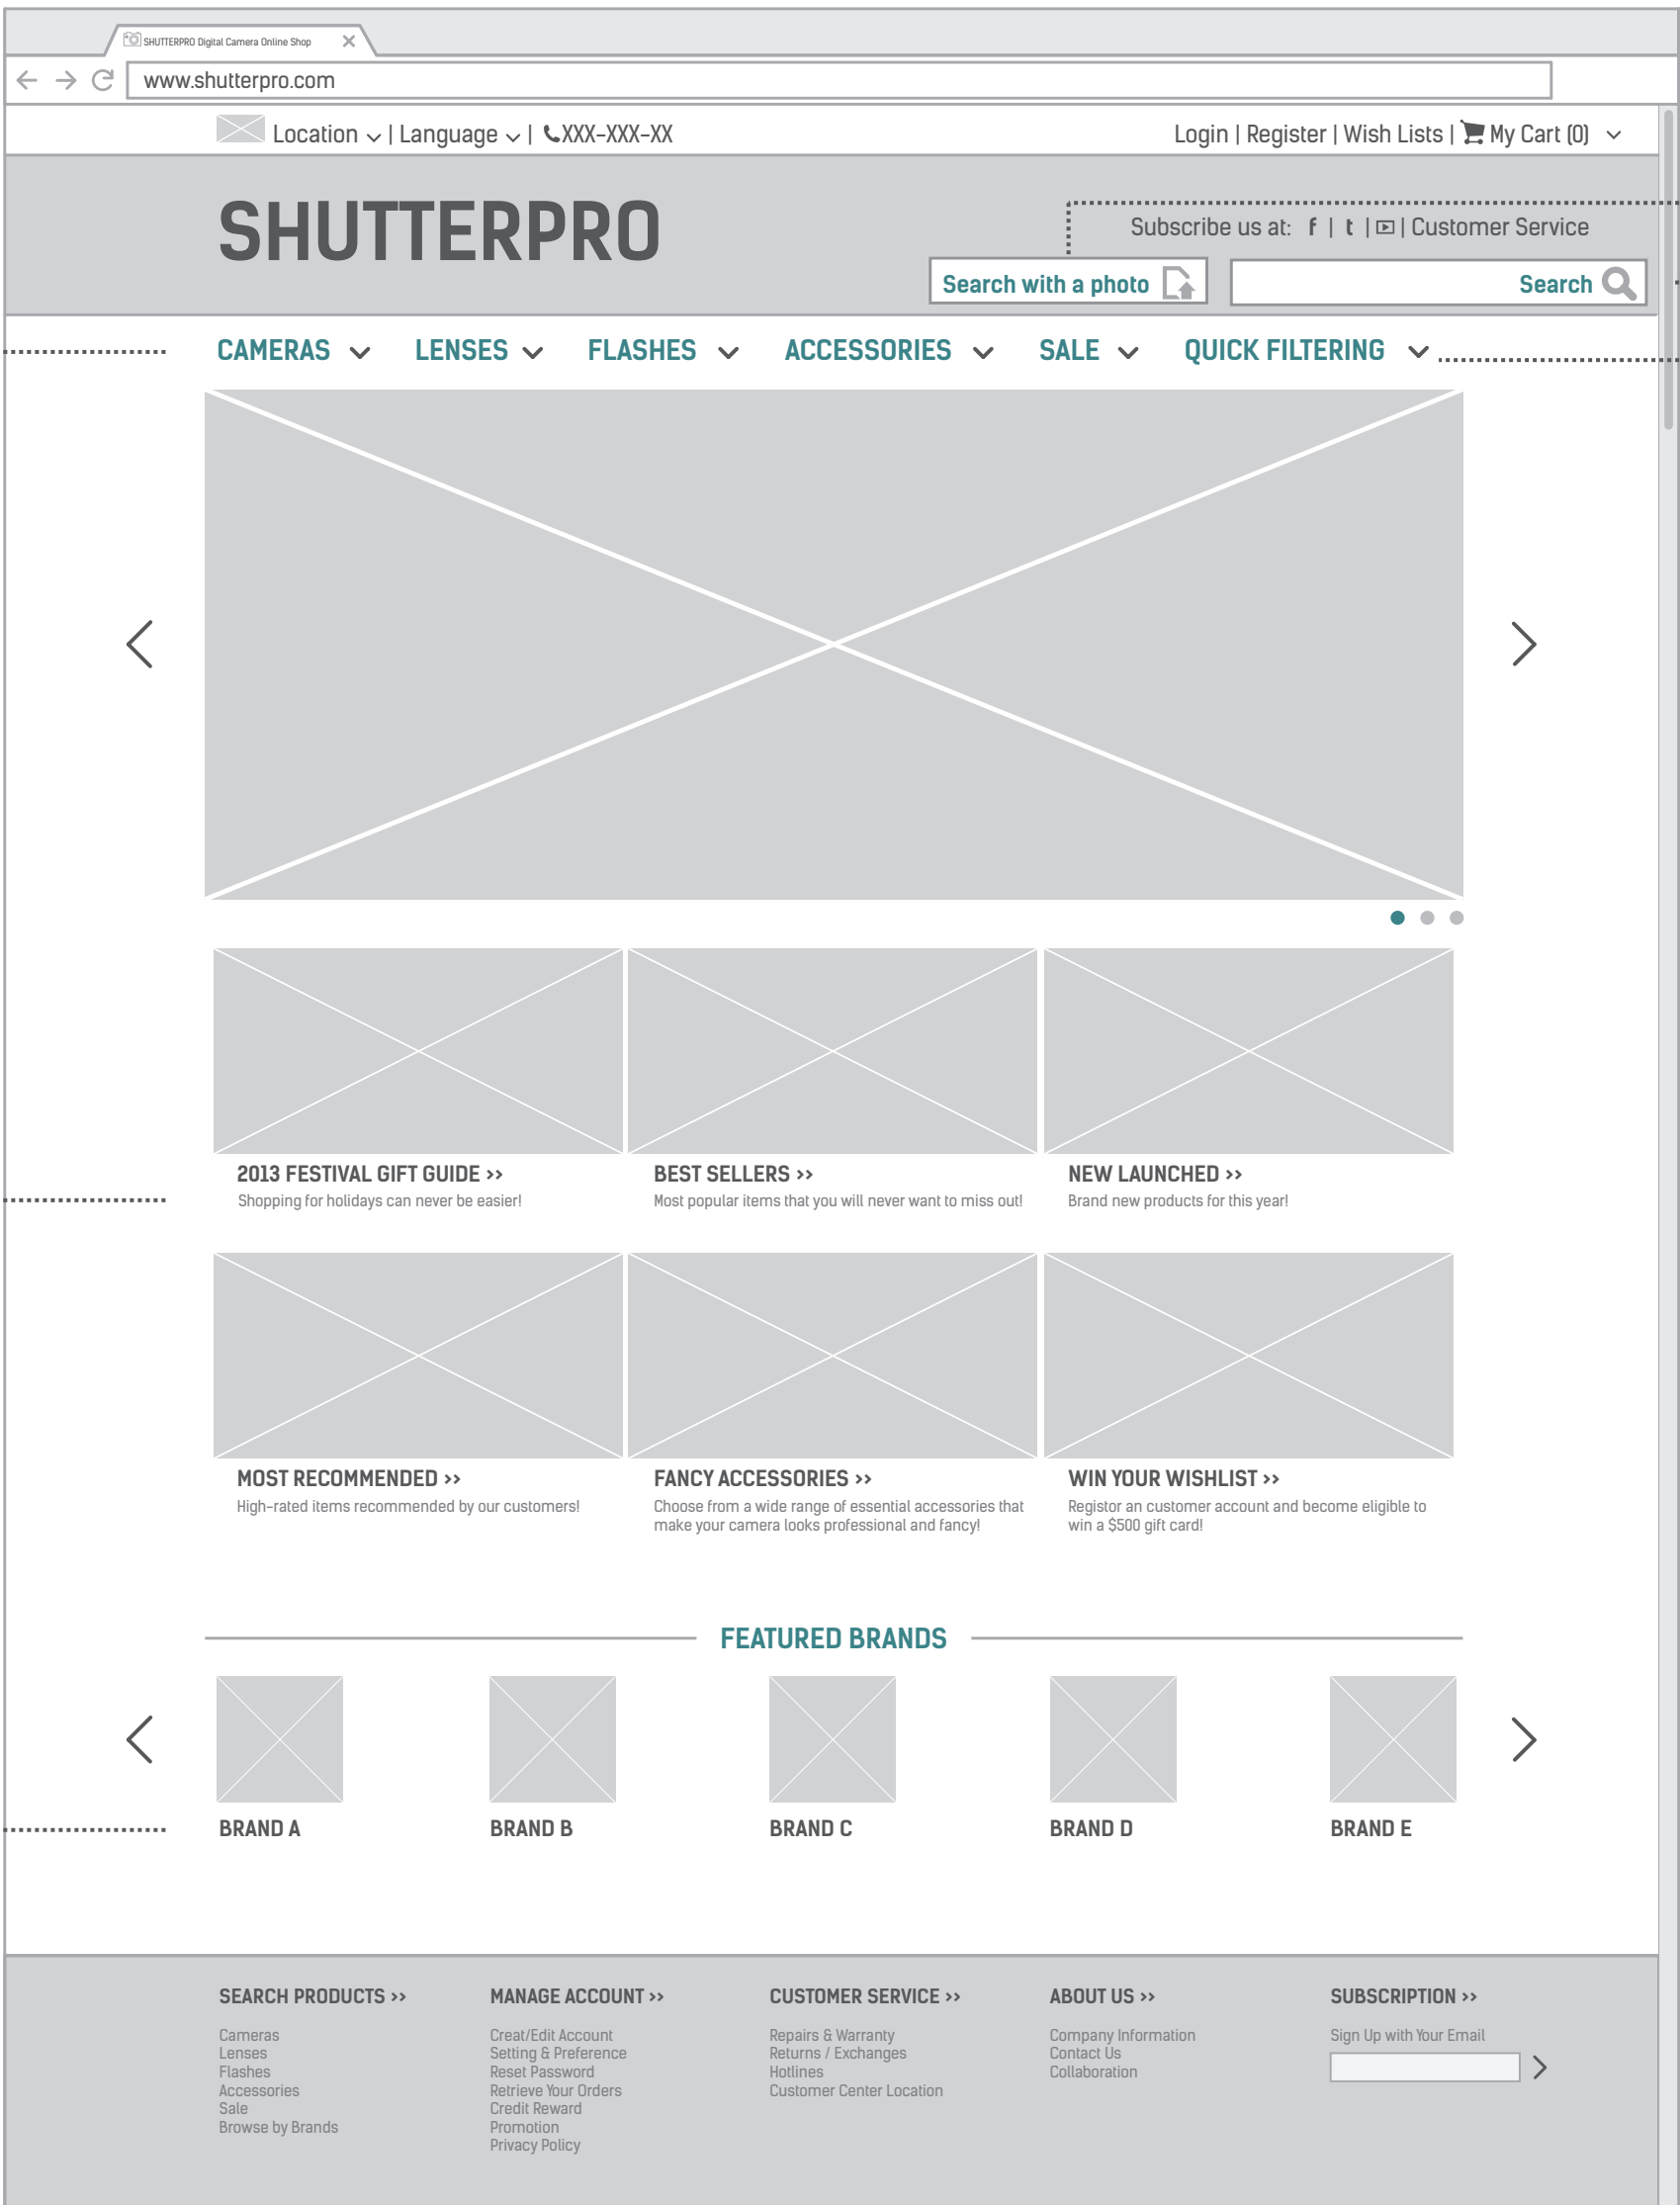 SHUTTERPRO Digital Camera Online Shop
www.shutterpro.com
Location | Language | XXX-XXX-XX
Login | Register | Wish Lists | My Cart (0)
SHUTTERPRO
Subscribe us at: f | t | | Customer Service
Search with a photo
Search
CAMERAS LENSES FLASHES ACCESSORIES SALE QUICK FILTERING
2013 FESTIVAL GIFT GUIDE >>
Shopping for holidays can never be easier!
BEST SELLERS >>
Most popular items that you will never want to miss out!
NEW LAUNCHED >>
Brand new products for this year!
MOST RECOMMENDED >>
High-rated items recommended by our customers!
FANCY ACCESSORIES >>
Choose from a wide range of essential accessories that
make your camera looks professional and fancy!
WIN YOUR WISHLIST >>
Registor an customer account and become eligible to
win a $500 gift card!
FEATURED BRANDS
BRAND A
BRAND B
BRAND C
BRAND D
BRAND E
SEARCH PRODUCTS >>
Cameras
Lenses
Flashes
Accessories
Sale
Browse by Brands
MANAGE ACCOUNT >>
Creat/Edit Account
Setting & Preference
Reset Password
Retrieve Your Orders
Credit Reward
Promotion
Privacy Policy
CUSTOMER SERVICE >>
Repairs & Warranty
Returns / Exchanges
Hotlines
Customer Center Location
ABOUT US >>
Company Information
Contact Us
Collaboration
SUBSCRIPTION >>
Sign Up with Your Email